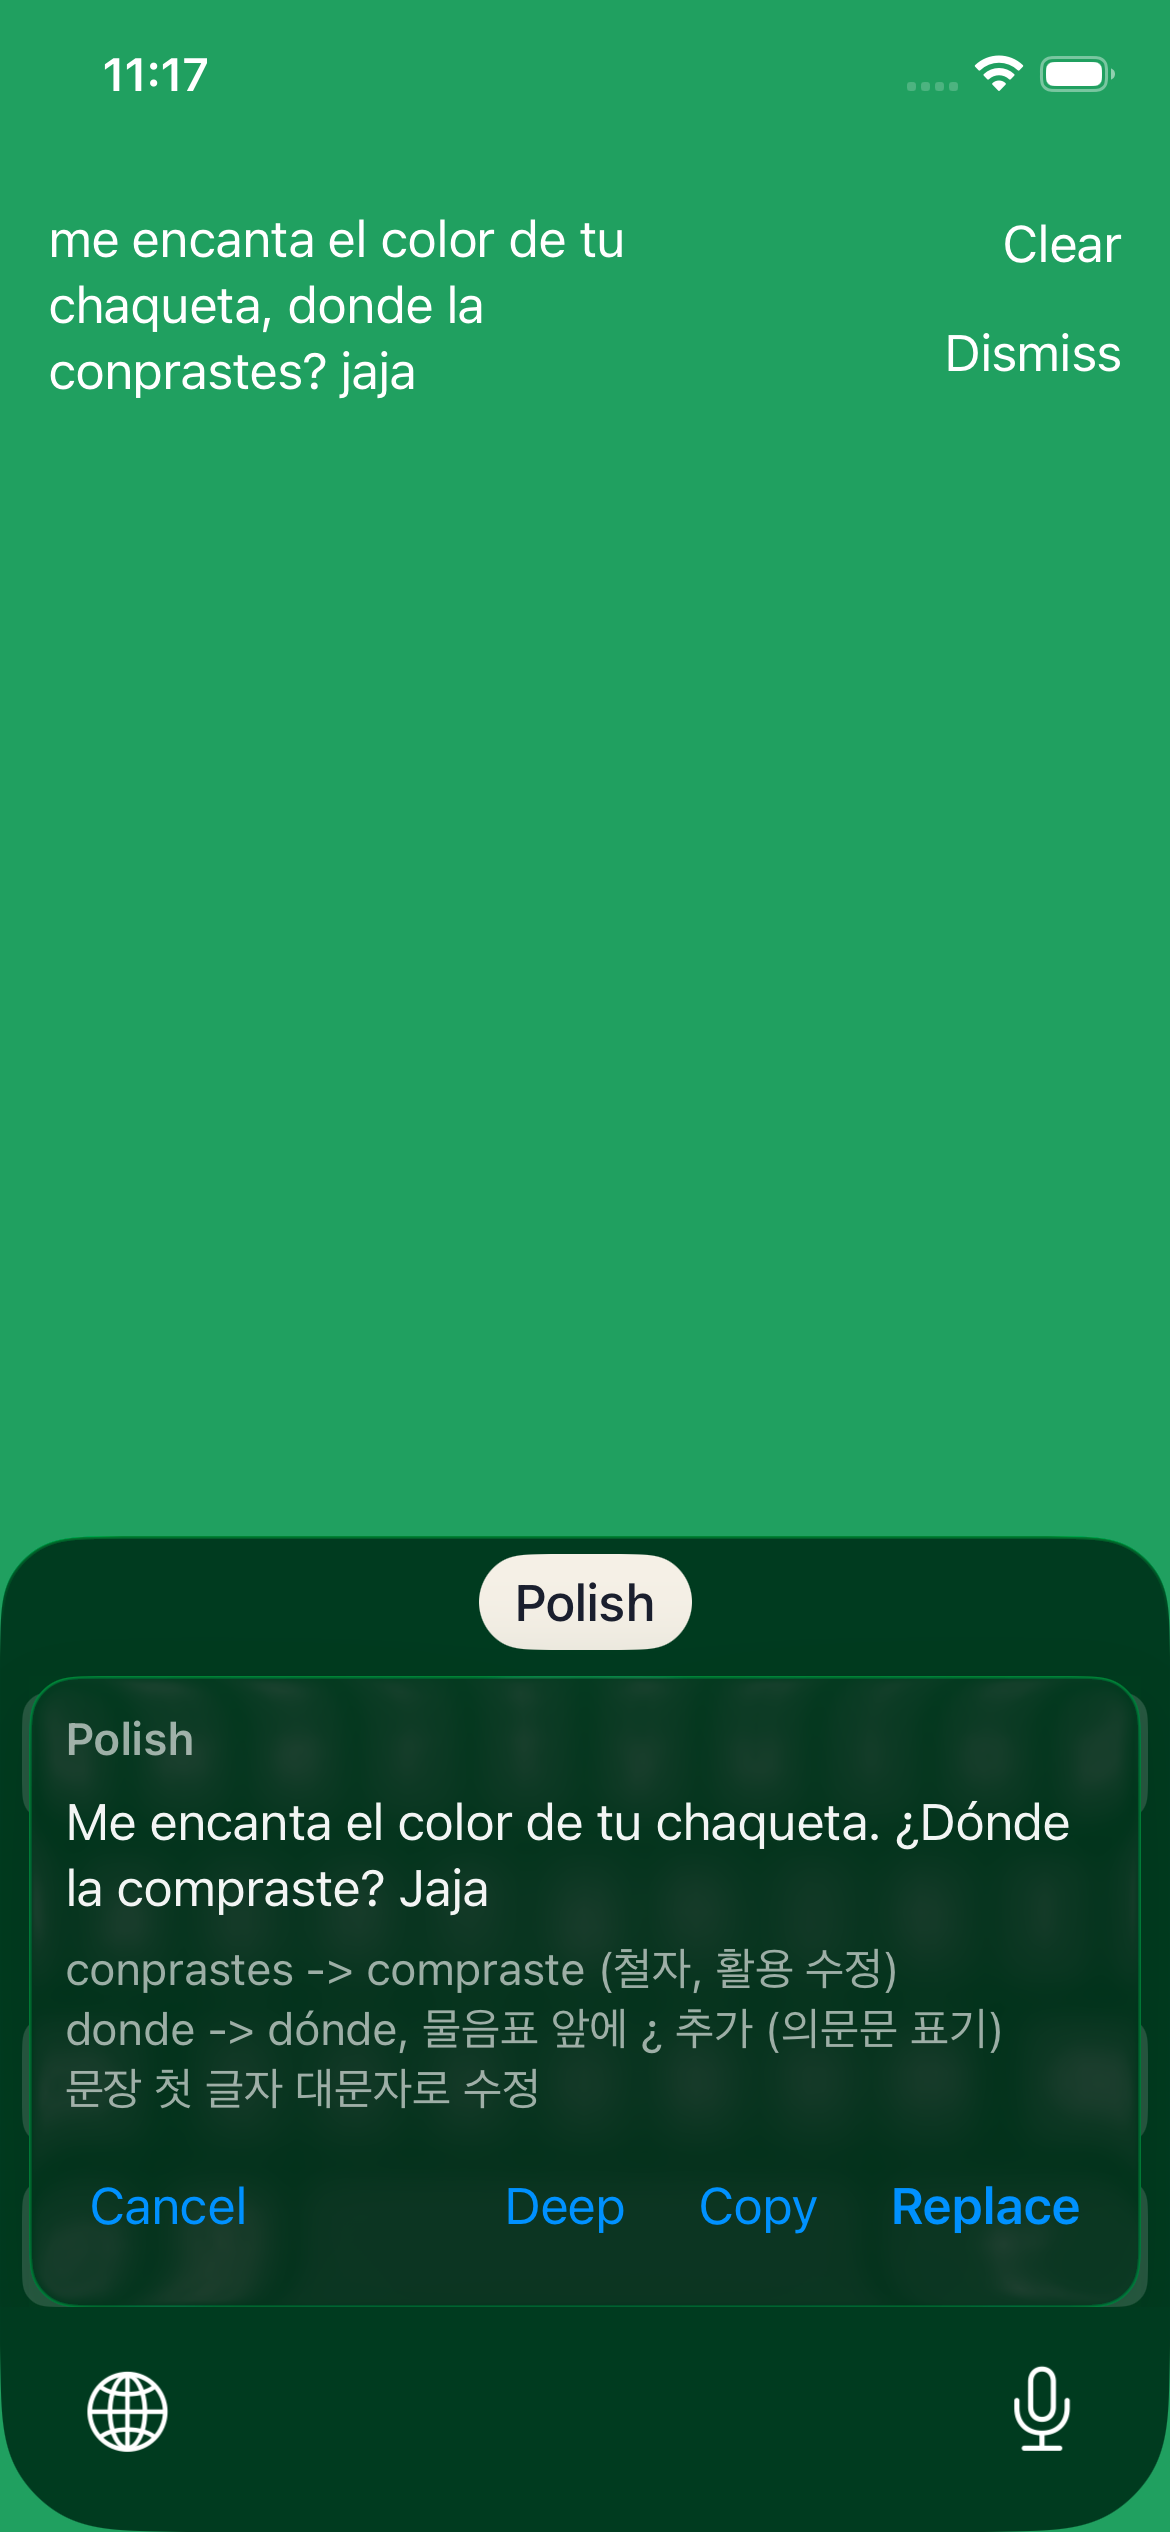 11:17
me encanta el color de tu
chaqueta, donde la
conprastes? jaja
Clear
Dismiss
Polish
Polish
Me encanta el color de tu chaqueta. ¿Dónde
la compraste? Jaja
conprastes -> compraste (철자, 활용 수정)
donde -> dónde, 물음표 앞에 ¿ 추가 (의문문 표기)
문장 첫 글자 대문자로 수정
Cancel
Deep
Copy
Replace